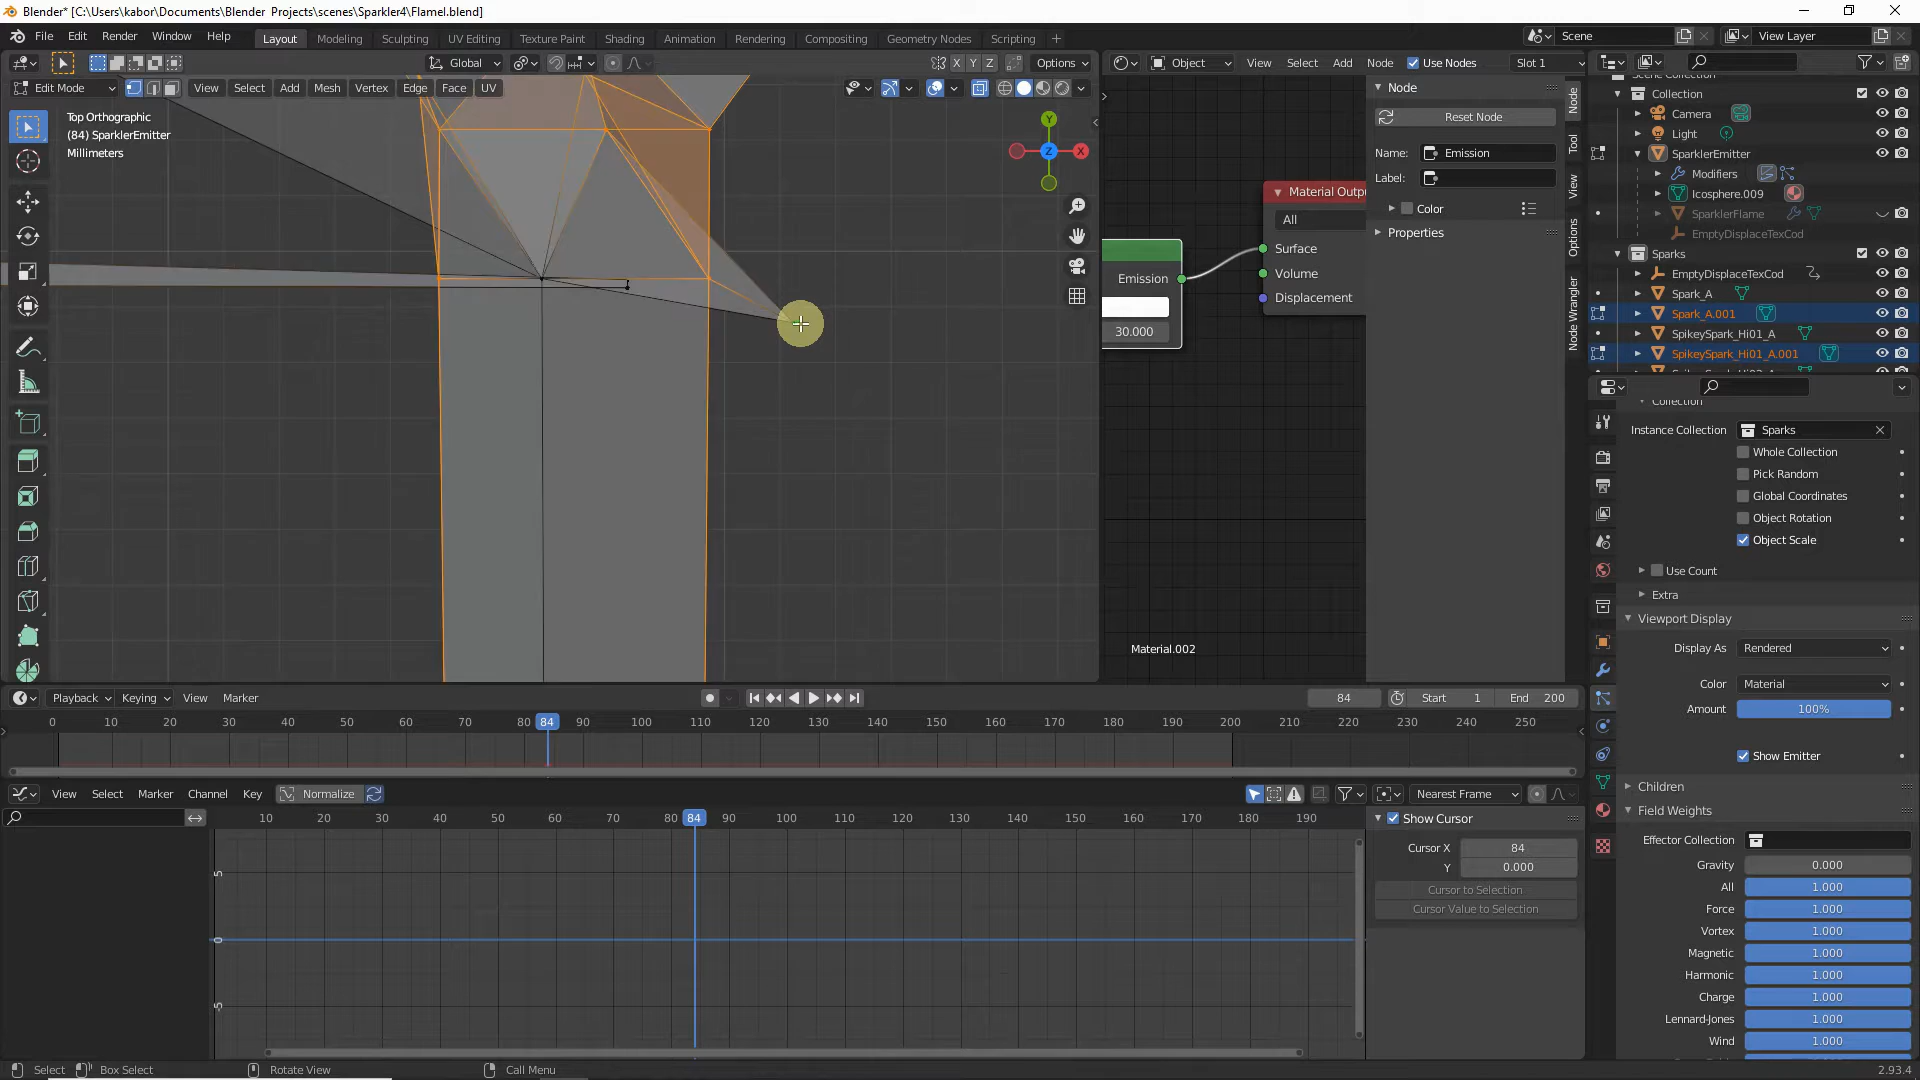 Blender* [C:\Users\kabor\Documents\Blender Projects\scenes\Sparkler4\Flamel.blend]
File Edit Render Window Help
Layout Modeling Sculpting UV Editing Texture Paint Shading Animation Rendering Compositing Geometry Nodes Scripting
Scene View Layer
Global X Y Z Options
Object View Select Add Node Use Nodes Slot 1
Edit Mode View Select Add Mesh Vertex Edge Face UV
Top Orthographic
(84) SparklerEmitter
Millimeters
Y
Z
X
Emission
30.000
Material Outpu
All
Surface
Volume
Displacement
Material.002
Node
Reset Node
Name: Emission
Label:
Color
Properties
Node
Tool
View
Options
Node Wrangler
Scene Collection
Collection
Camera
Light
SparklerEmitter
Modifiers
Icosphere.009
SparklerFlame
EmptyDisplaceTexCod
Sparks
EmptyDisplaceTexCod
Spark_A
Spark_A.001
SpikeySpark_Hi01_A
SpikeySpark_Hi01_A.001
Collection
Instance Collection Sparks
Whole Collection
Pick Random
Global Coordinates
Object Rotation
Object Scale
Use Count
Extra
Viewport Display
Display As Rendered
Color Material
Amount 100%
Show Emitter
Children
Field Weights
Effector Collection
Gravity 0.000
All 1.000
Force 1.000
Vortex 1.000
Magnetic 1.000
Harmonic 1.000
Charge 1.000
Lennard-Jones 1.000
Wind 1.000
Playback Keying View Marker
84 Start 1 End 200
0 10 20 30 40 50 60 70 80 84 90 100 110 120 130 140 150 160 170 180 190 200 210 220 230 240 250
View Select Marker Channel Key Normalize Nearest Frame
10 20 30 40 50 60 70 80 84 90 100 110 120 130 140 150 160 170 180 190
5
0
-5
Show Cursor
Cursor X 84
Y 0.000
Cursor to Selection
Cursor Value to Selection
Select Box Select Rotate View Call Menu 2.93.4